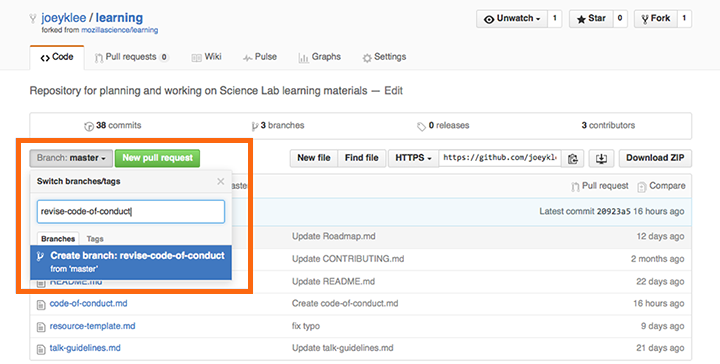 joeyklee / learning
forked from mozillascience/learning
Unwatch 1
Star 0
Fork 1
Code
Pull requests 0
Wiki
Pulse
Graphs
Settings
Repository for planning and working on Science Lab learning materials — Edit
38 commits
3 branches
0 releases
3 contributors
Branch: master
New pull request
New file
Find file
HTTPS
https://github.com/joeykl
Download ZIP
Switch branches/tags
Pull request
Compare
revise-code-of-conduct
Latest commit 20923a5 16 hours ago
Branches
Tags
Update Roadmap.md
12 days ago
Create branch: revise-code-of-conduct
from 'master'
Update CONTRIBUTING.md
2 months ago
README.md
Update README.md
22 days ago
code-of-conduct.md
Create code-of-conduct.md
16 hours ago
resource-template.md
fix typo
9 days ago
talk-guidelines.md
Update talk-guidelines.md
21 days ago